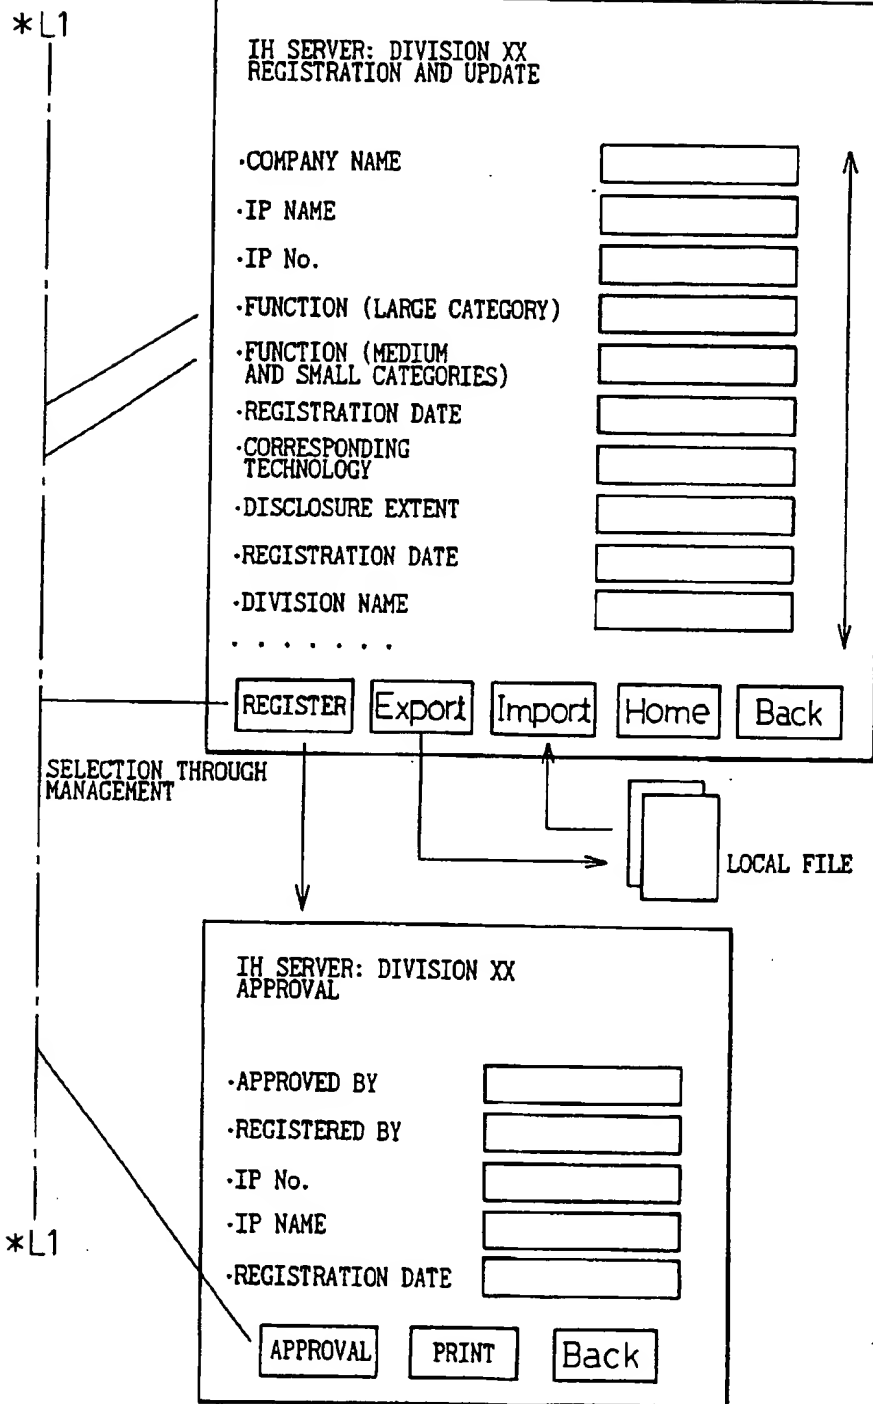 *L1
IH SERVER: DIVISION XX
REGISTRATION AND UPDATE
·COMPANY NAME
·IP NAME
·IP No.
·FUNCTION (LARGE CATEGORY)
·FUNCTION (MEDIUM
AND SMALL CATEGORIES)
·REGISTRATION DATE
·CORRESPONDING
TECHNOLOGY
·DISCLOSURE EXTENT
·REGISTRATION DATE
·DIVISION NAME
. . . . . . .
REGISTER Export Import Home Back
SELECTION THROUGH
MANAGEMENT
LOCAL FILE
IH SERVER: DIVISION XX
APPROVAL
·APPROVED BY
·REGISTERED BY
·IP No.
·IP NAME
*L1
·REGISTRATION DATE
APPROVAL PRINT Back